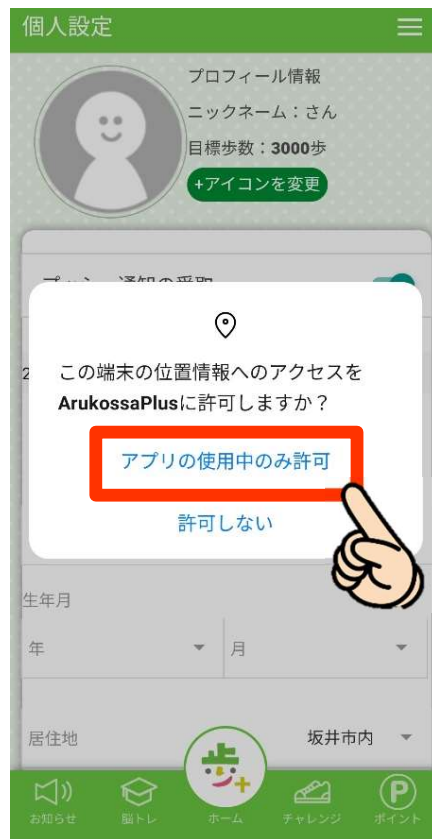 個人設定
プロフィール情報
ニックネーム：さん
目標歩数：3000歩
+アイコンを変更
2
この端末の位置情報へのアクセスを
ArukossaPlusに許可しますか？
アプリの使用中のみ許可
許可しない
生年月
年 月
居住地 坂井市内
お知らせ 脳トレ ホーム チャレンジ ポイント
P